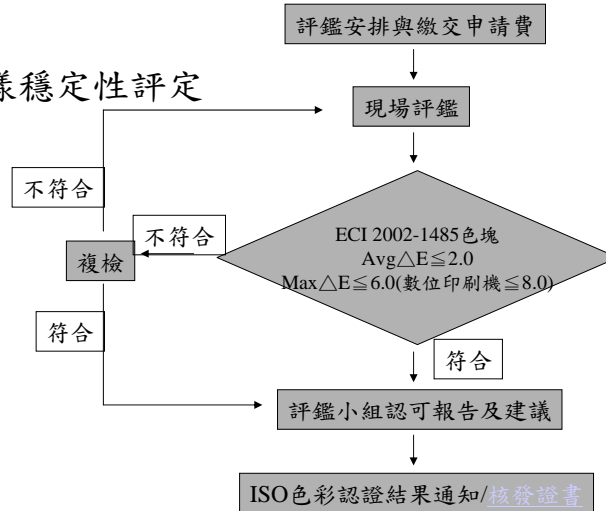 評鑑安排與繳交申請費
樣穩定性評定
現場評鑑
不符合
不符合
ECI 2002-1485色塊
Avg△E≦2.0
Max△E≦6.0(數位印刷機≦8.0)
複檢
符合
符合
評鑑小組認可報告及建議
ISO色彩認證結果通知/核發證書